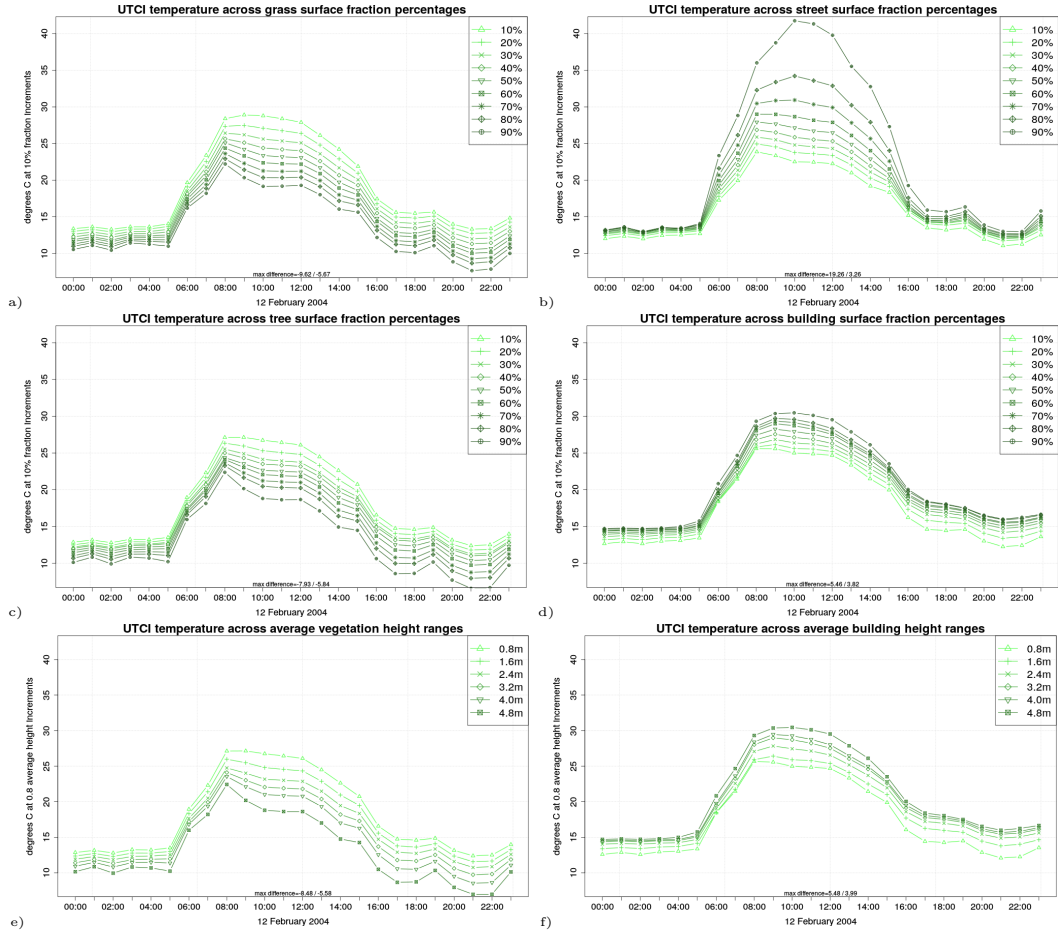 UTCI temperature across grass surface fraction percentages
degrees C at 10% fraction Increments
40
35
30
25
20
15
10
10%
20%
30%
40%
50%
60%
70%
80%
90%
max difference=-9.62 / -5.67
00:00 02:00 04:00 06:00 08:00 10:00 12:00 14:00 16:00 18:00 20:00 22:00
12 February 2004
a)
UTCI temperature across street surface fraction percentages
degrees C at 10% fraction Increments
40
35
30
25
20
15
10
10%
20%
30%
40%
50%
60%
70%
80%
90%
max difference=19.26 / 3.26
00:00 02:00 04:00 06:00 08:00 10:00 12:00 14:00 16:00 18:00 20:00 22:00
12 February 2004
b)
UTCI temperature across tree surface fraction percentages
degrees C at 10% fraction Increments
40
35
30
25
20
15
10
10%
20%
30%
40%
50%
60%
70%
80%
90%
max difference=-7.93 / -5.84
00:00 02:00 04:00 06:00 08:00 10:00 12:00 14:00 16:00 18:00 20:00 22:00
12 February 2004
c)
UTCI temperature across building surface fraction percentages
degrees C at 10% fraction Increments
40
35
30
25
20
15
10
10%
20%
30%
40%
50%
60%
70%
80%
90%
max difference=5.46 / 3.82
00:00 02:00 04:00 06:00 08:00 10:00 12:00 14:00 16:00 18:00 20:00 22:00
12 February 2004
d)
UTCI temperature across average vegetation height ranges
degrees C at 0.8 average height Increments
40
35
30
25
20
15
10
0.8m
1.6m
2.4m
3.2m
4.0m
4.8m
max difference=-8.48 / -5.58
00:00 02:00 04:00 06:00 08:00 10:00 12:00 14:00 16:00 18:00 20:00 22:00
12 February 2004
e)
UTCI temperature across average building height ranges
degrees C at 0.8 average height Increments
40
35
30
25
20
15
10
0.8m
1.6m
2.4m
3.2m
4.0m
4.8m
max difference=5.48 / 3.99
00:00 02:00 04:00 06:00 08:00 10:00 12:00 14:00 16:00 18:00 20:00 22:00
12 February 2004
f)